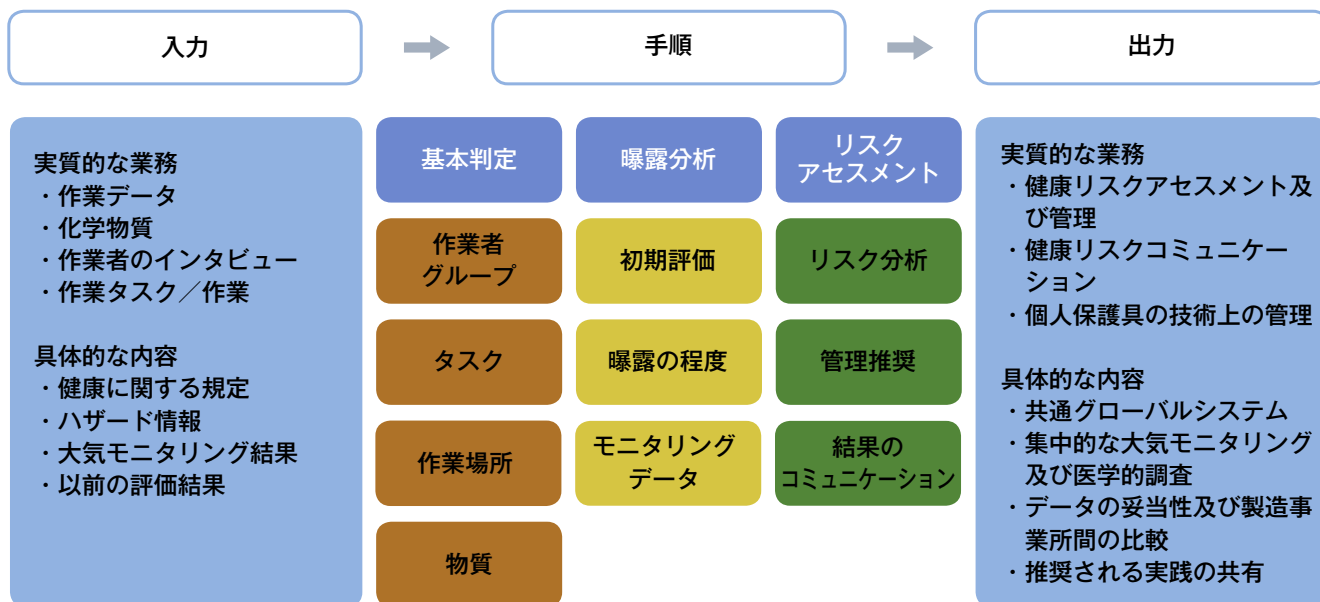 入力
手順
出力
実質的な業務
・作業データ
・化学物質
・作業者のインタビュー
・作業タスク／作業
具体的な内容
・健康に関する規定
・ハザード情報
・大気モニタリング結果
・以前の評価結果
基本判定
作業者
グループ
タスク
作業場所
物質
曝露分析
初期評価
曝露の程度
モニタリング
データ
リスク
アセスメント
リスク分析
管理推奨
結果の
コミュニケーション
実質的な業務
・健康リスクアセスメント及
び管理
・健康リスクコミュニケー
ション
・個人保護具の技術上の管理
具体的な内容
・共通グローバルシステム
・集中的な大気モニタリング
及び医学的調査
・データの妥当性及び製造事
業所間の比較
・推奨される実践の共有